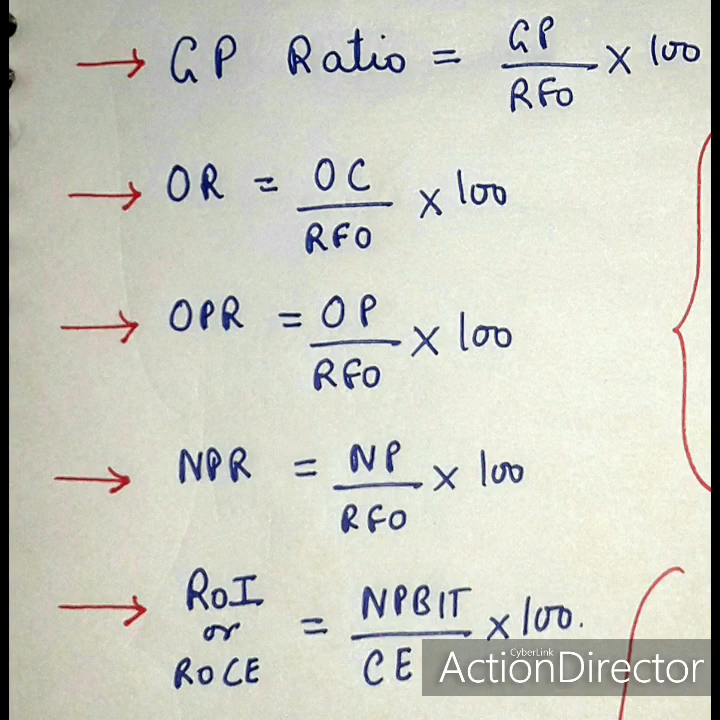 → GP Ratio = GP/RFO × 100
→ OR = OC/RFO × 100
→ OPR = OP/RFO × 100
→ NPR = NP/RFO × 100
→ ROI or ROCE = NPBIT/CE × 100.
CyberLink
ActionDirector